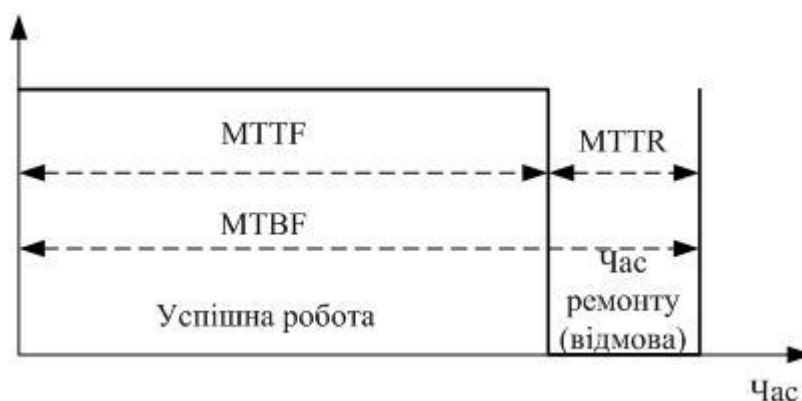 MTTF
MTTR
MTBF
Успішна робота
Час
ремонту
(відмова)
Час